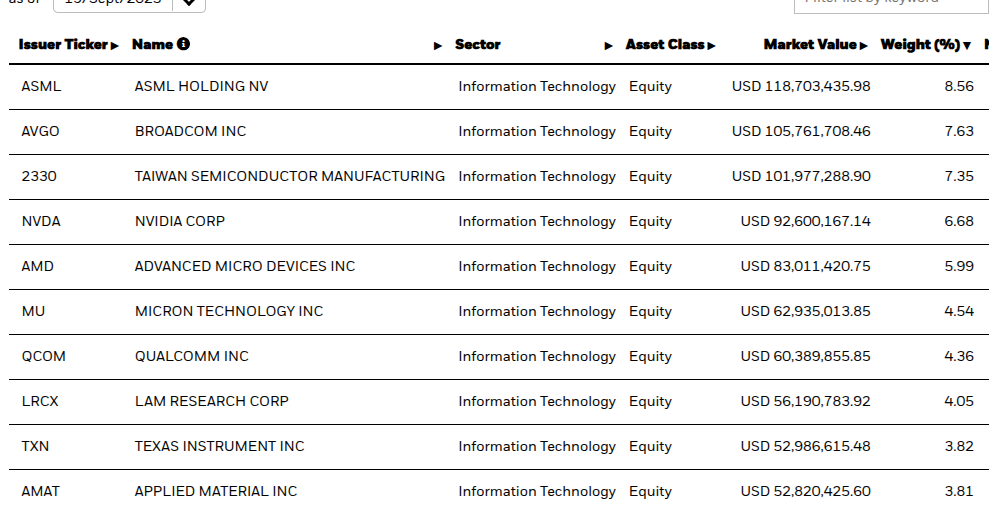 as of 19/Sept/2025
Filter list by keyword
Issuer Ticker Name Sector Asset Class Market Value Weight (%)
ASML ASML HOLDING NV Information Technology Equity USD 118,703,435.98 8.56
AVGO BROADCOM INC Information Technology Equity USD 105,761,708.46 7.63
2330 TAIWAN SEMICONDUCTOR MANUFACTURING Information Technology Equity USD 101,977,288.90 7.35
NVDA NVIDIA CORP Information Technology Equity USD 92,600,167.14 6.68
AMD ADVANCED MICRO DEVICES INC Information Technology Equity USD 83,011,420.75 5.99
MU MICRON TECHNOLOGY INC Information Technology Equity USD 62,935,013.85 4.54
QCOM QUALCOMM INC Information Technology Equity USD 60,389,855.85 4.36
LRCX LAM RESEARCH CORP Information Technology Equity USD 56,190,783.92 4.05
TXN TEXAS INSTRUMENT INC Information Technology Equity USD 52,986,615.48 3.82
AMAT APPLIED MATERIAL INC Information Technology Equity USD 52,820,425.60 3.81